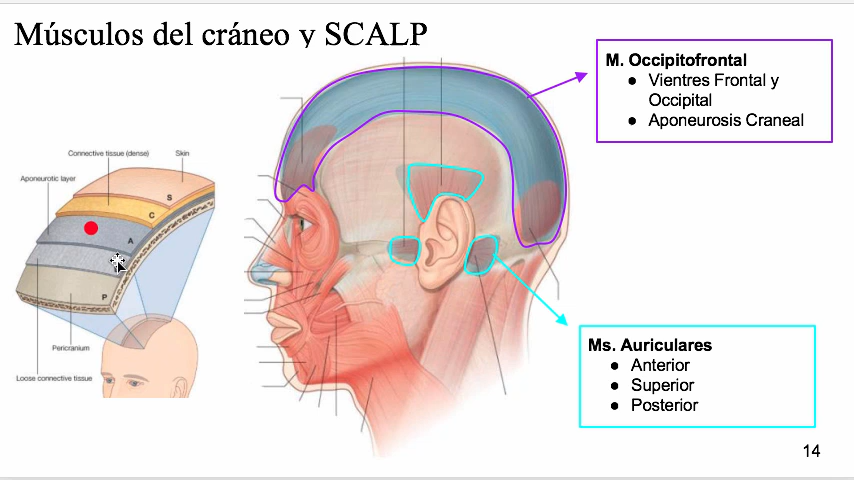 Músculos del cráneo y SCALP
M. Occipitofrontal
● Vientres Frontal y
Occipital
● Aponeurosis Craneal
Connective tissue (dense)
Skin
Aponeurotic layer
S
C
A
P
Pericranium
Loose connective tissue
Ms. Auriculares
● Anterior
● Superior
● Posterior
14